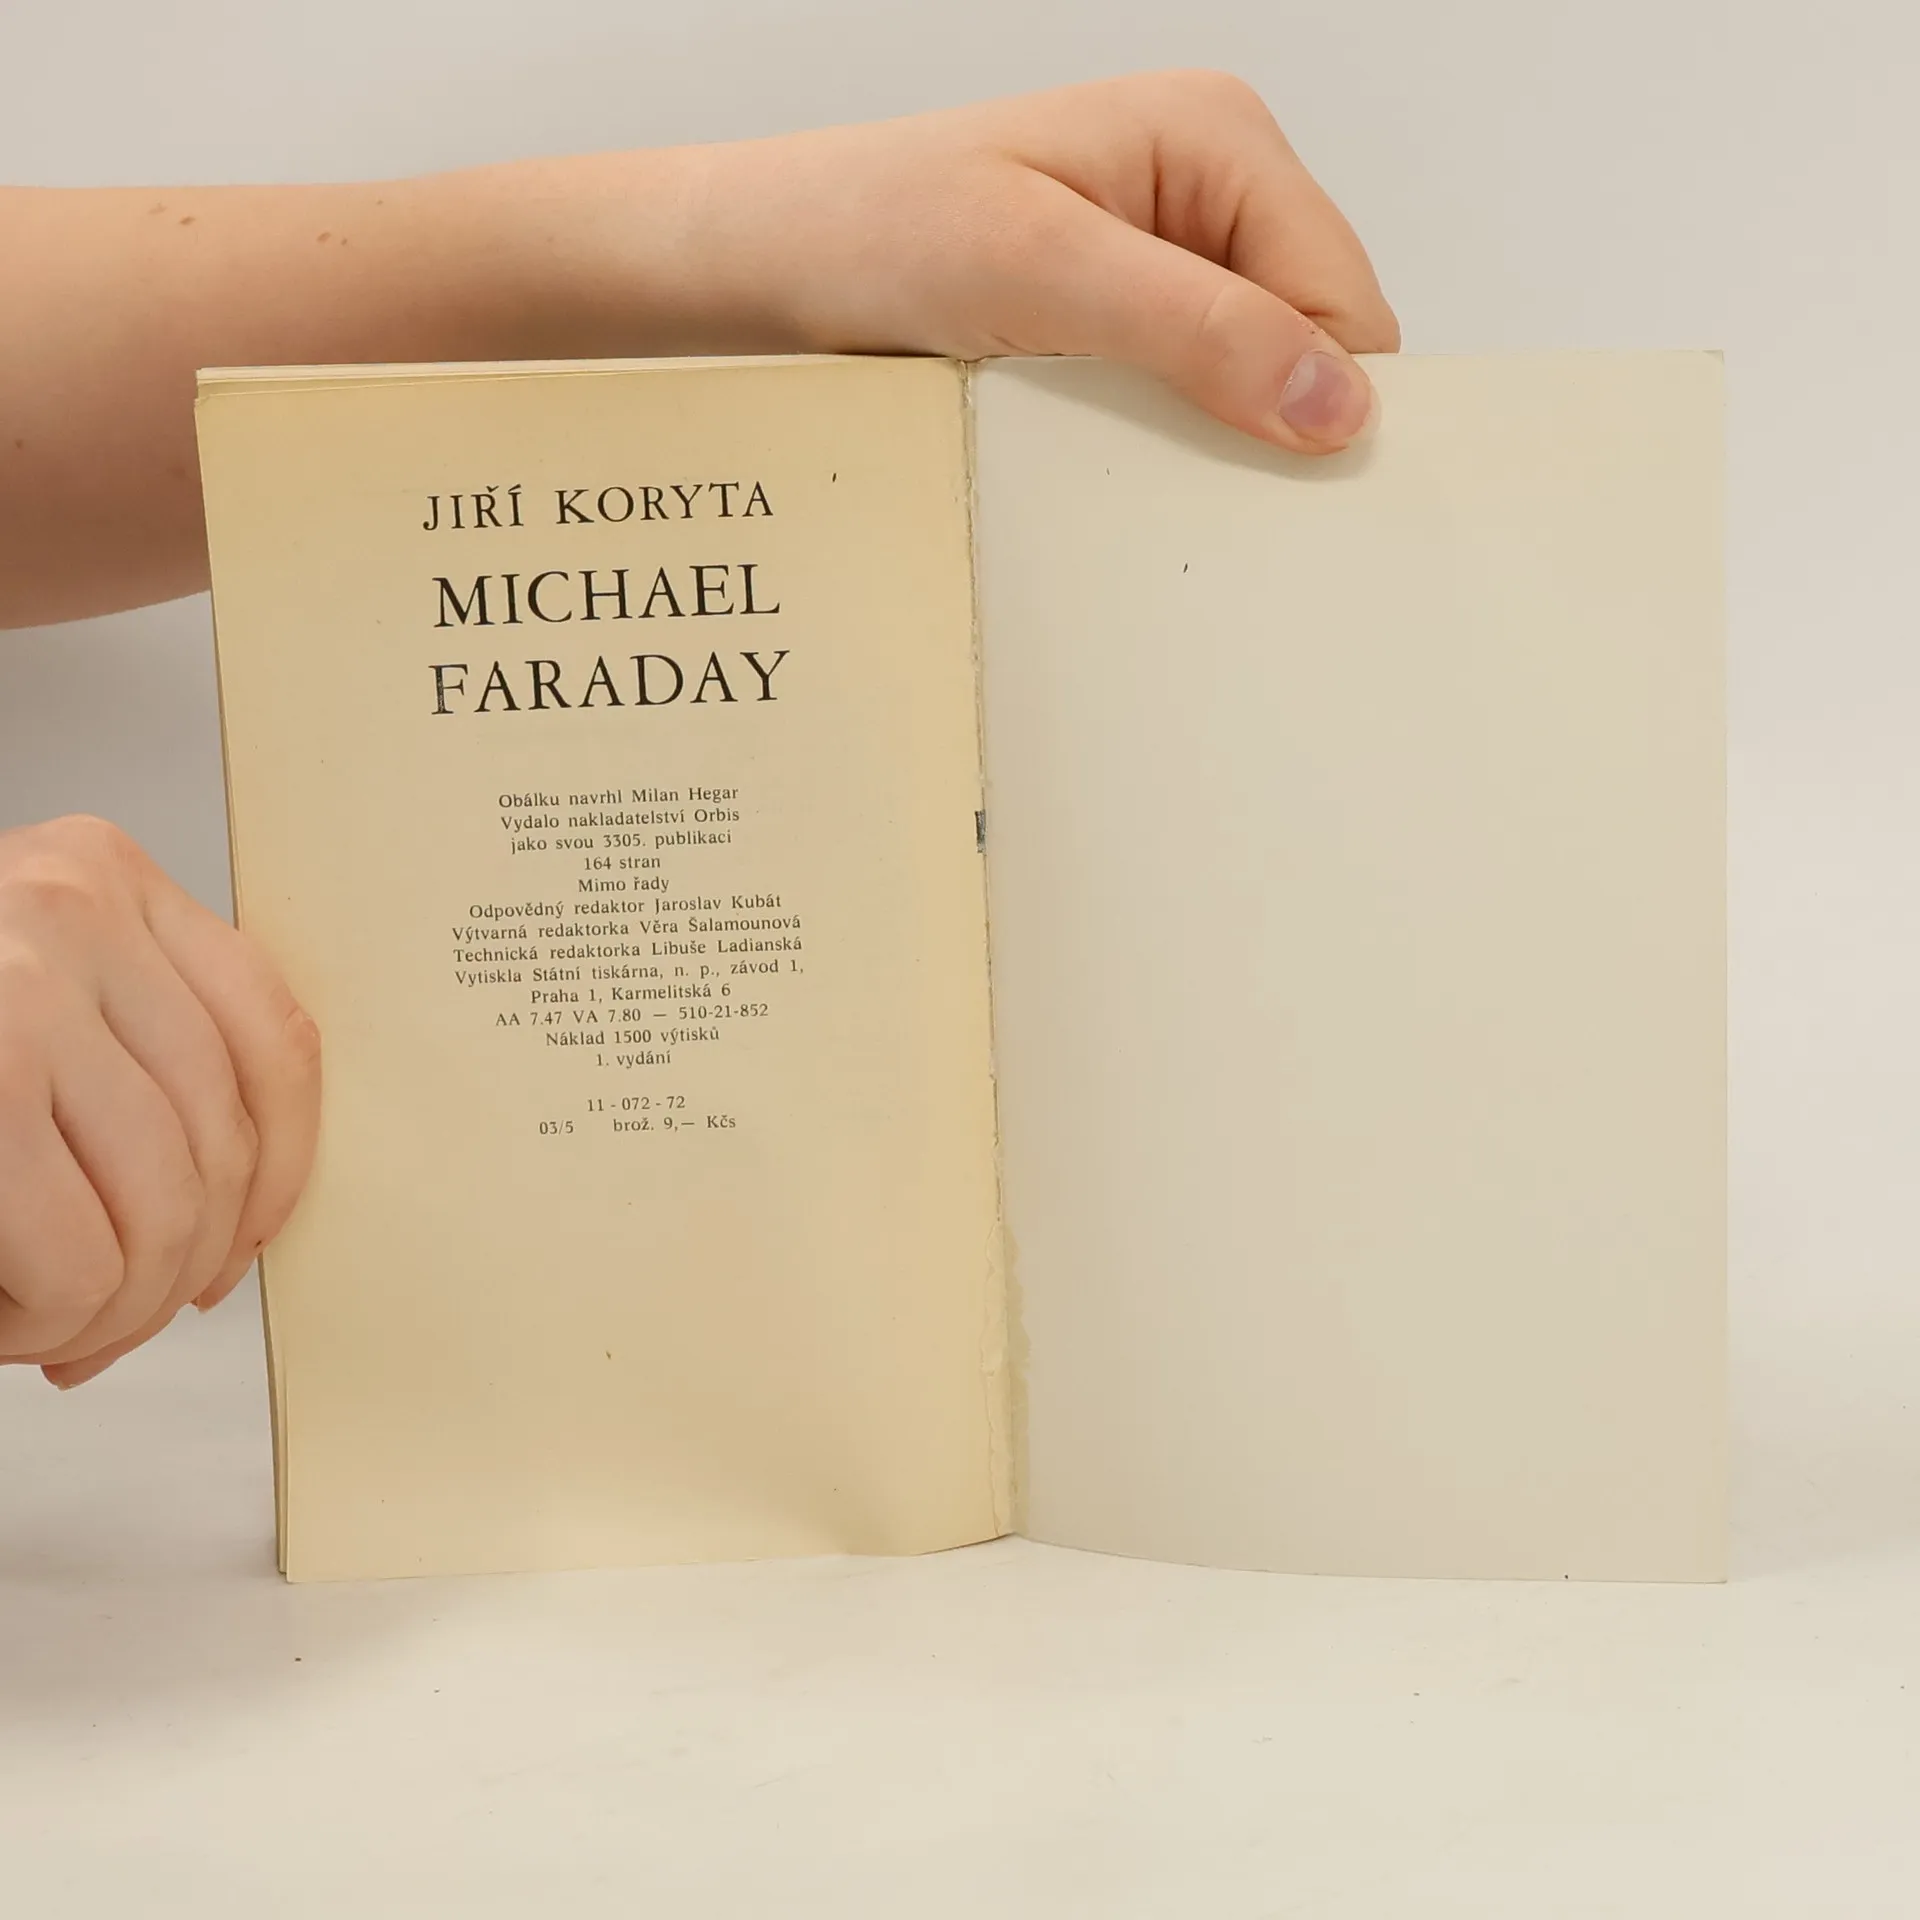 JIŘÍ KORYTA
MICHAEL
FARADAY
Obálku navrhl Milan Hegar
Vydalo nakladatelství Orbis
jako svou 3305. publikaci
164 stran
Mimo řady
Odpovědný redaktor Jaroslav Kubát
Výtvarná redaktorka Věra Šalamounová
Technická redaktorka Libuše Ladianská
Vytiskla Státní tiskárna, n. p., závod 1,
Praha 1, Karmelitská 6
AA 7.47 VA 7.80 — 510-21-852
Náklad 1500 výtisků
1. vydání
11 - 072 - 72
03/5 brož. 9,— Kčs